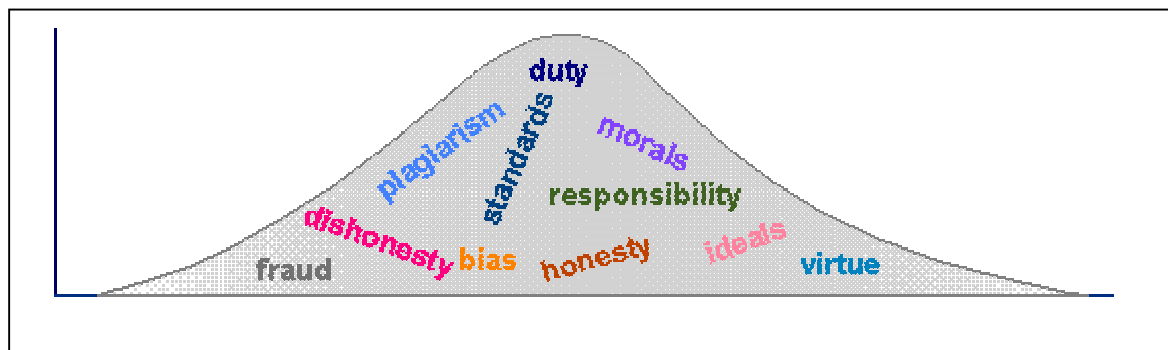 duty
plagiarism
standards
morals
responsibility
dishonesty
bias
honesty
ideals
fraud
virtue